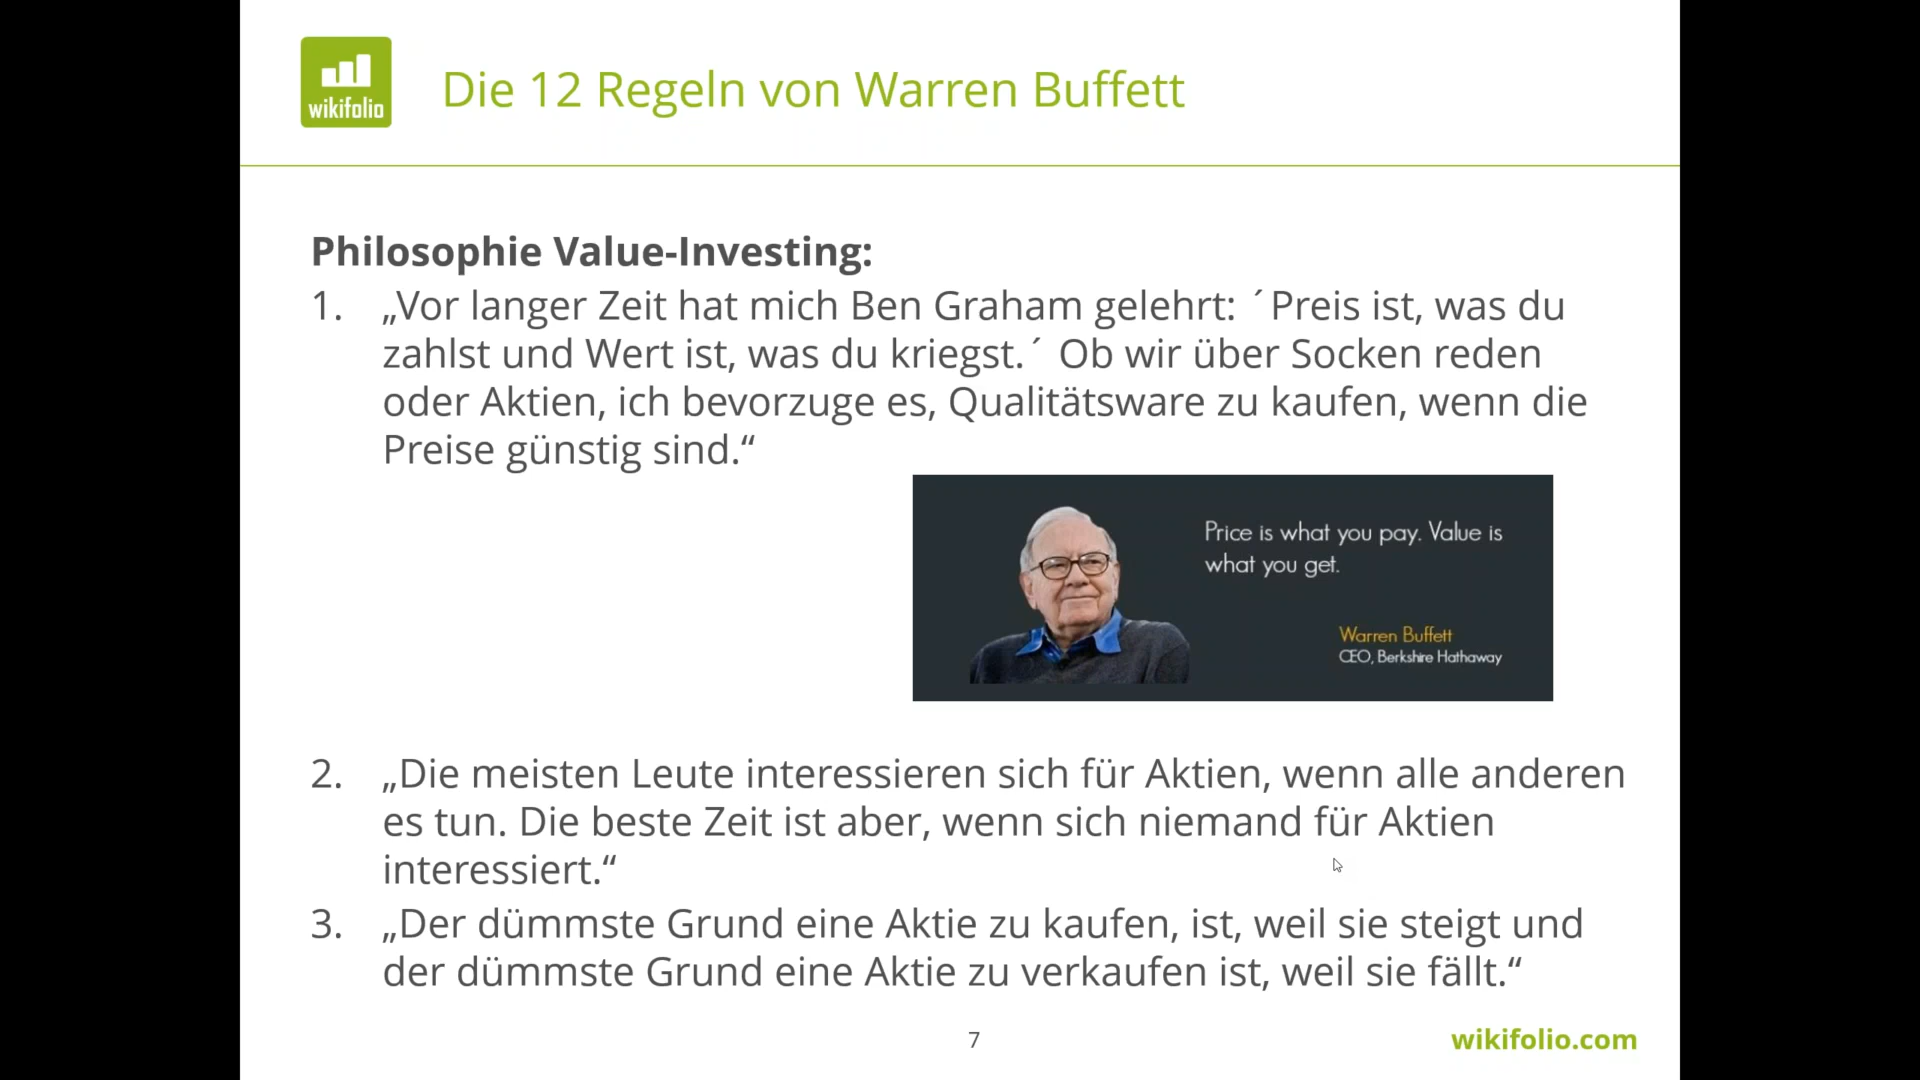 wikifolio
Die 12 Regeln von Warren Buffett
Philosophie Value-Investing:
1. „Vor langer Zeit hat mich Ben Graham gelehrt: ´Preis ist, was du
zahlst und Wert ist, was du kriegst.´ Ob wir über Socken reden
oder Aktien, ich bevorzuge es, Qualitätsware zu kaufen, wenn die
Preise günstig sind.“
Price is what you pay. Value is
what you get.
Warren Buffett
CEO, Berkshire Hathaway
2. „Die meisten Leute interessieren sich für Aktien, wenn alle anderen
es tun. Die beste Zeit ist aber, wenn sich niemand für Aktien
interessiert.“
3. „Der dümmste Grund eine Aktie zu kaufen, ist, weil sie steigt und
der dümmste Grund eine Aktie zu verkaufen ist, weil sie fällt.“
7
wikifolio.com